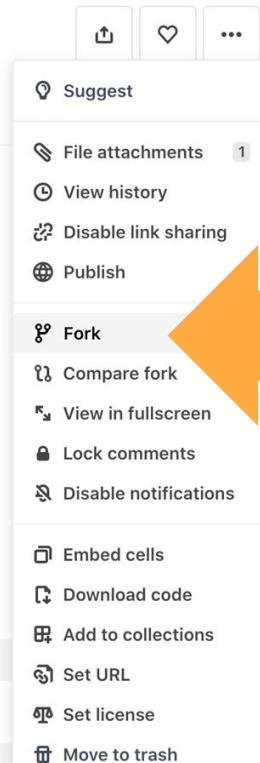 Suggest
File attachments 1
View history
Disable link sharing
Publish
Fork
Compare fork
View in fullscreen
Lock comments
Disable notifications
Embed cells
Download code
Add to collections
Set URL
Set license
Move to trash